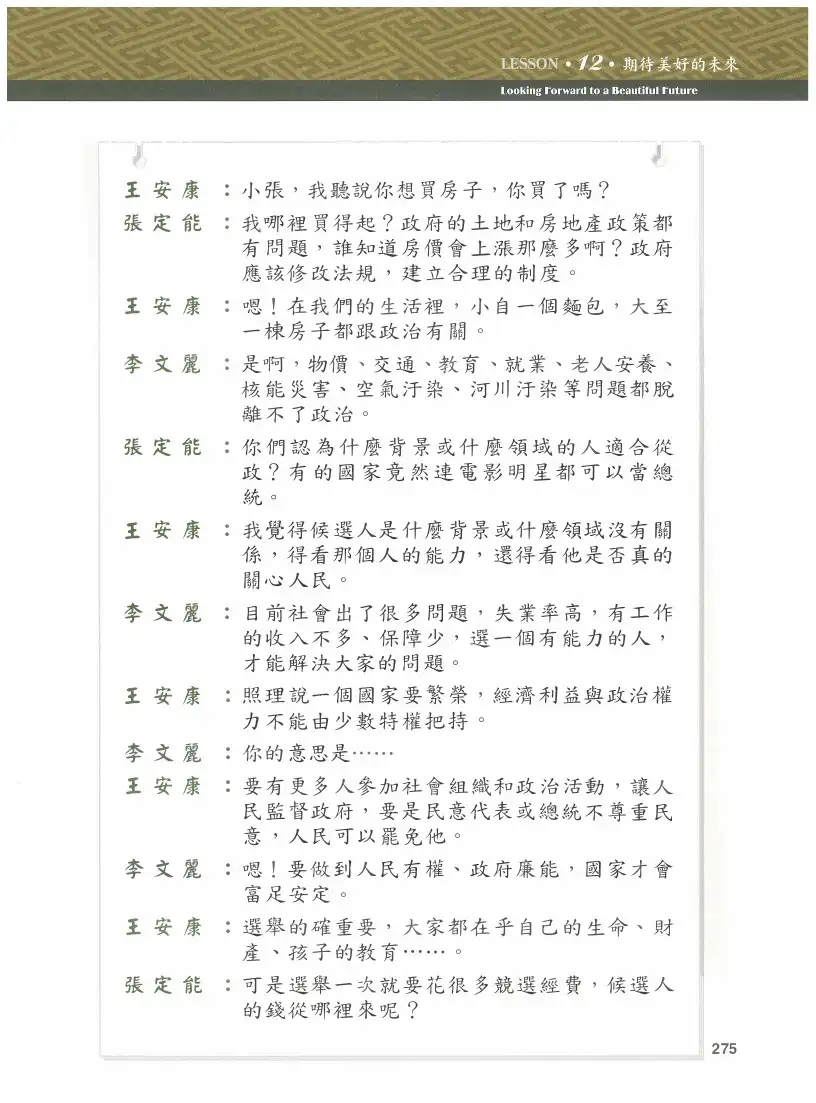 LESSON • 12 • 期待美好的未來
Looking Forward to a Beautiful Future
王安康：小張，我聽說你想買房子，你買了嗎？
張定能：我哪裡買得起？政府的土地和房地產政策都
有問題，誰知道房價會上漲那麼多啊？政府
應該修改法規，建立合理的制度。
王安康：嗯！在我們的生活裡，小自一個麵包，大至
一棟房子都跟政治有關。
李文麗：是啊，物價、交通、教育、就業、老人安養、
核能災害、空氣汙染、河川汙染等問題都脫
離不了政治。
張定能：你們認為什麼背景或什麼領域的人適合從
政？有的國家竟然連電影明星都可以當總
統。
王安康：我覺得候選人是什麼背景或什麼領域沒有關
係，得看那個人的能力，還得看他是否真的
關心人民。
李文麗：目前社會出了很多問題，失業率高，有工作
的收入不多、保障少，選一個有能力的人，
才能解決大家的問題。
王安康：照理說一個國家要繁榮，經濟利益與政治權
力不能由少數特權把持。
李文麗：你的意思是……
王安康：要有更多人參加社會組織和政治活動，讓人
民監督政府，要是民意代表或總統不尊重民
意，人民可以罷免他。
李文麗：嗯！要做到人民有權、政府廉能，國家才會
富足安定。
王安康：選舉的確重要，大家都在乎自己的生命、財
產、孩子的教育……。
張定能：可是選舉一次就要花很多競選經費，候選人
的錢從哪裡來呢？
275